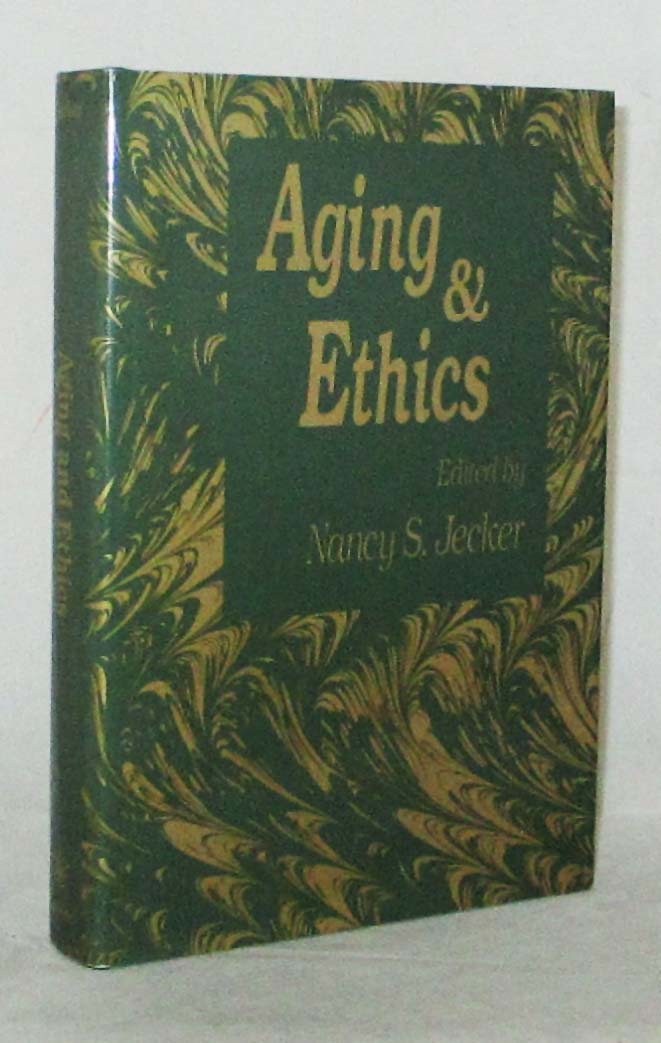 Aging
&
Ethics
Edited by
Nancy S. Jecker
Aging and Ethics